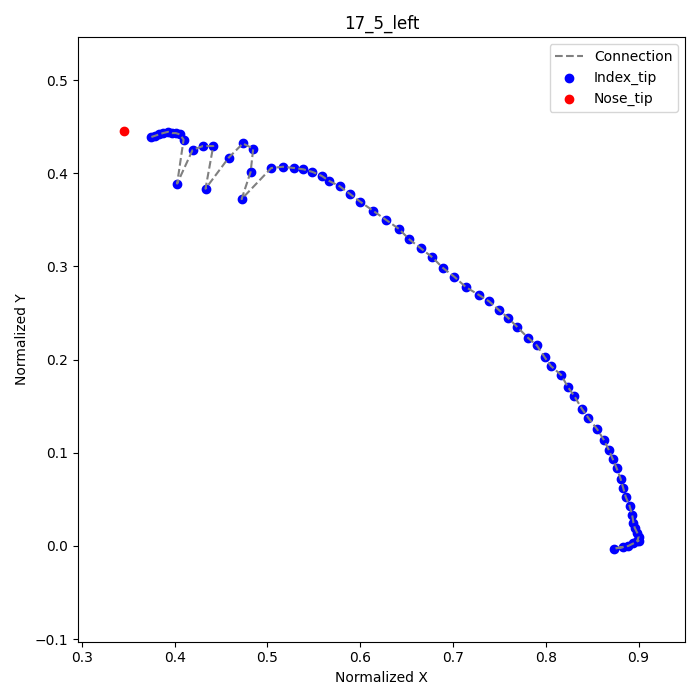 17_5_left
Connection
Index_tip
Nose_tip
0.5
0.4
0.3
0.2
0.1
0.0
−0.1
Normalized Y
0.3 0.4 0.5 0.6 0.7 0.8 0.9
Normalized X